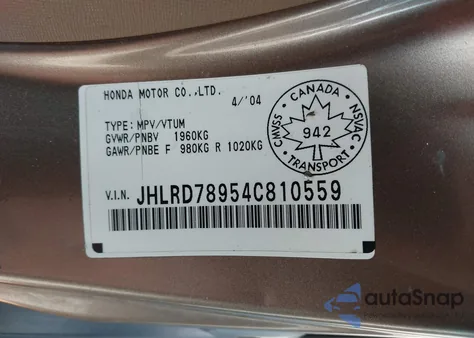 HONDA MOTOR CO.,LTD. 4/'04
TYPE: MPV/VTUM
GVWR/PNBV 1960KG
GAWR/PNBE F 980KG R 1020KG
CANADA
CMVSS 942 NSVAC
TRANSPORT
V.I.N. JHLRD78954C810559
autoSnap